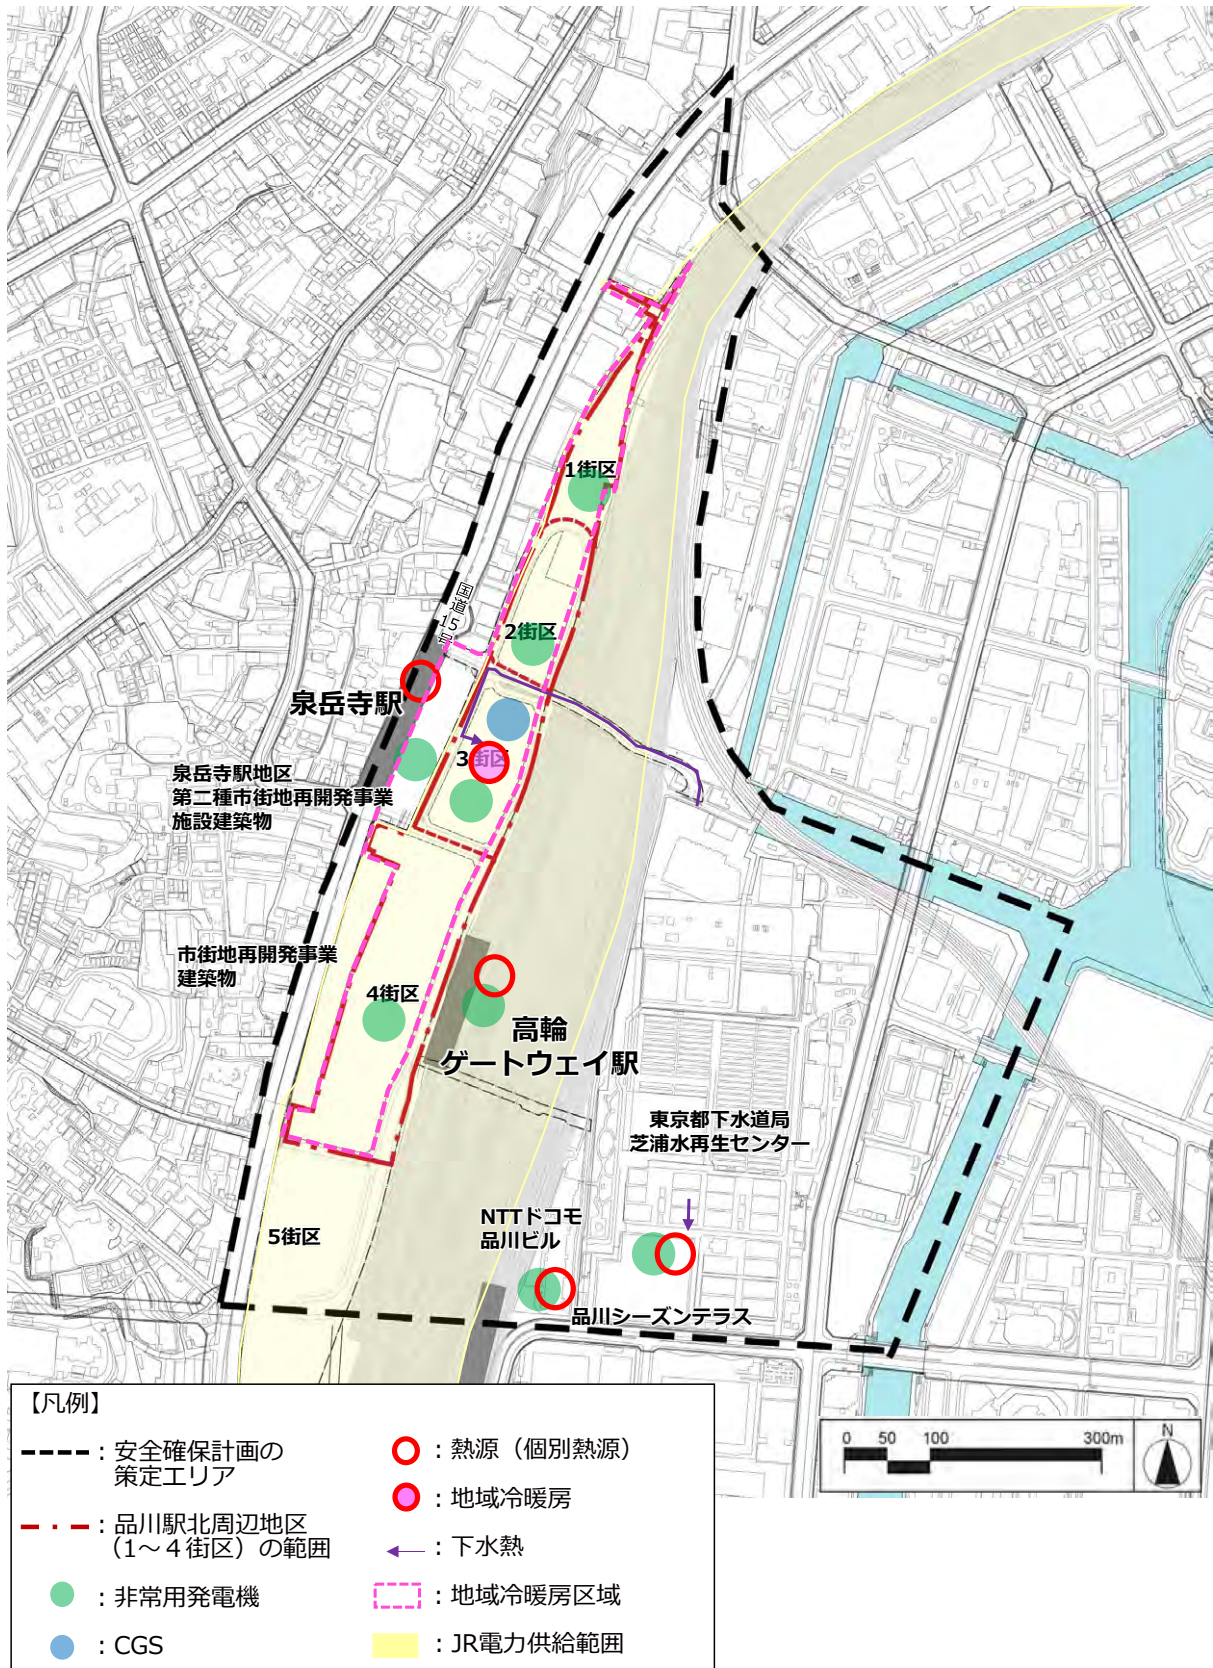 1街区
国道15号
2街区
泉岳寺駅
3街区
泉岳寺駅地区
第二種市街地再開発事業
施設建築物
市街地再開発事業
建築物
4街区
高輪
ゲートウェイ駅
東京都下水道局
芝浦水再生センター
NTTドコモ
品川ビル
5街区
品川シーズンテラス
【凡例】
：安全確保計画の
策定エリア
：品川駅北周辺地区
（1～４街区）の範囲
：非常用発電機
：CGS
：熱源（個別熱源）
：地域冷暖房
：下水熱
：地域冷暖房区域
：JR電力供給範囲
0 50 100 300m
N